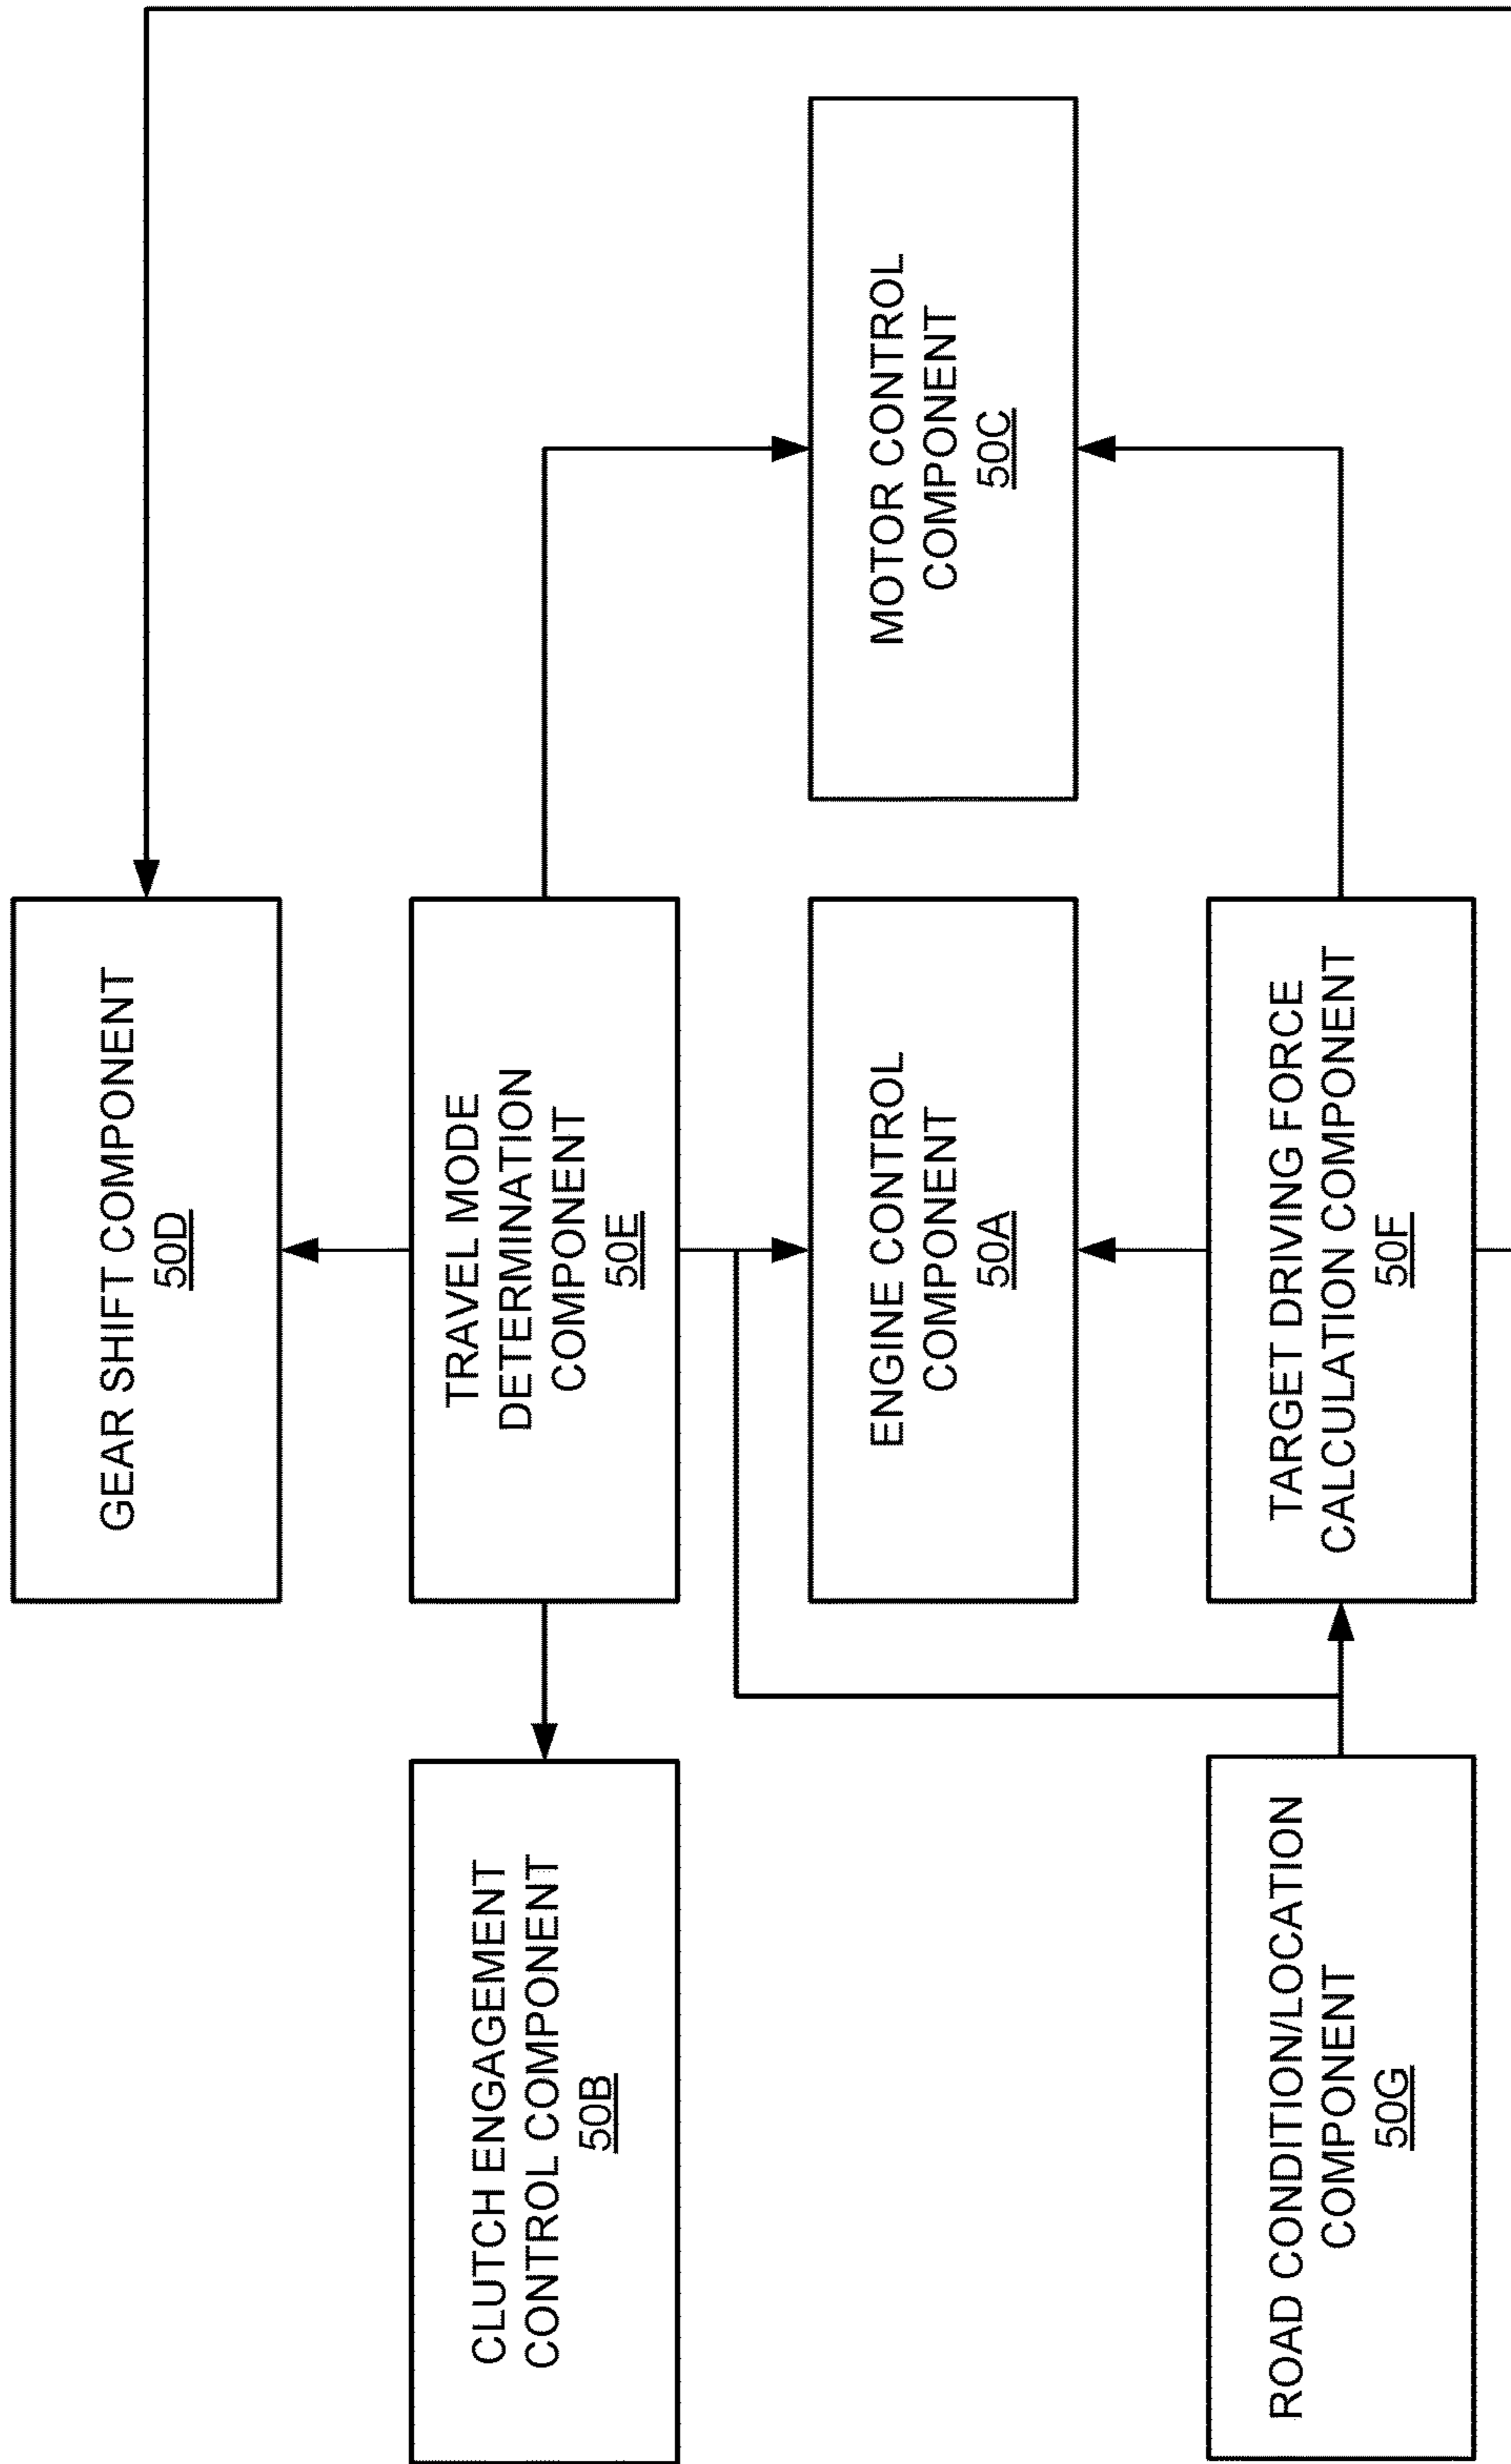 GEAR SHIFT COMPONENT
50D
CLUTCH ENGAGEMENT
CONTROL COMPONENT
50B
TRAVEL MODE
DETERMINATION
COMPONENT
50E
ENGINE CONTROL
COMPONENT
50A
MOTOR CONTROL
COMPONENT
50C
ROAD CONDITION/LOCATION
COMPONENT
50G
TARGET DRIVING FORCE
CALCULATION COMPONENT
50F